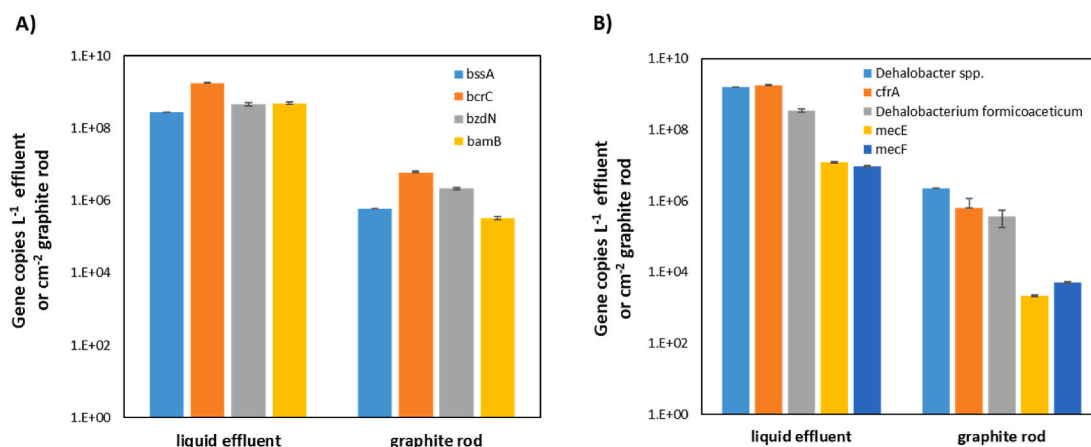 A)
Gene copies L⁻¹ effluent
or cm⁻² graphite rod
1.E+10
1.E+08
1.E+06
1.E+04
1.E+02
1.E+00
bssA
bcrC
bzdN
bamB
liquid effluent
graphite rod
B)
Gene copies L⁻¹ effluent
or cm⁻² graphite rod
1.E+10
1.E+08
1.E+06
1.E+04
1.E+02
1.E+00
Dehalobacter spp.
cfrA
Dehalobacterium formicoaceticum
mecE
mecF
liquid effluent
graphite rod